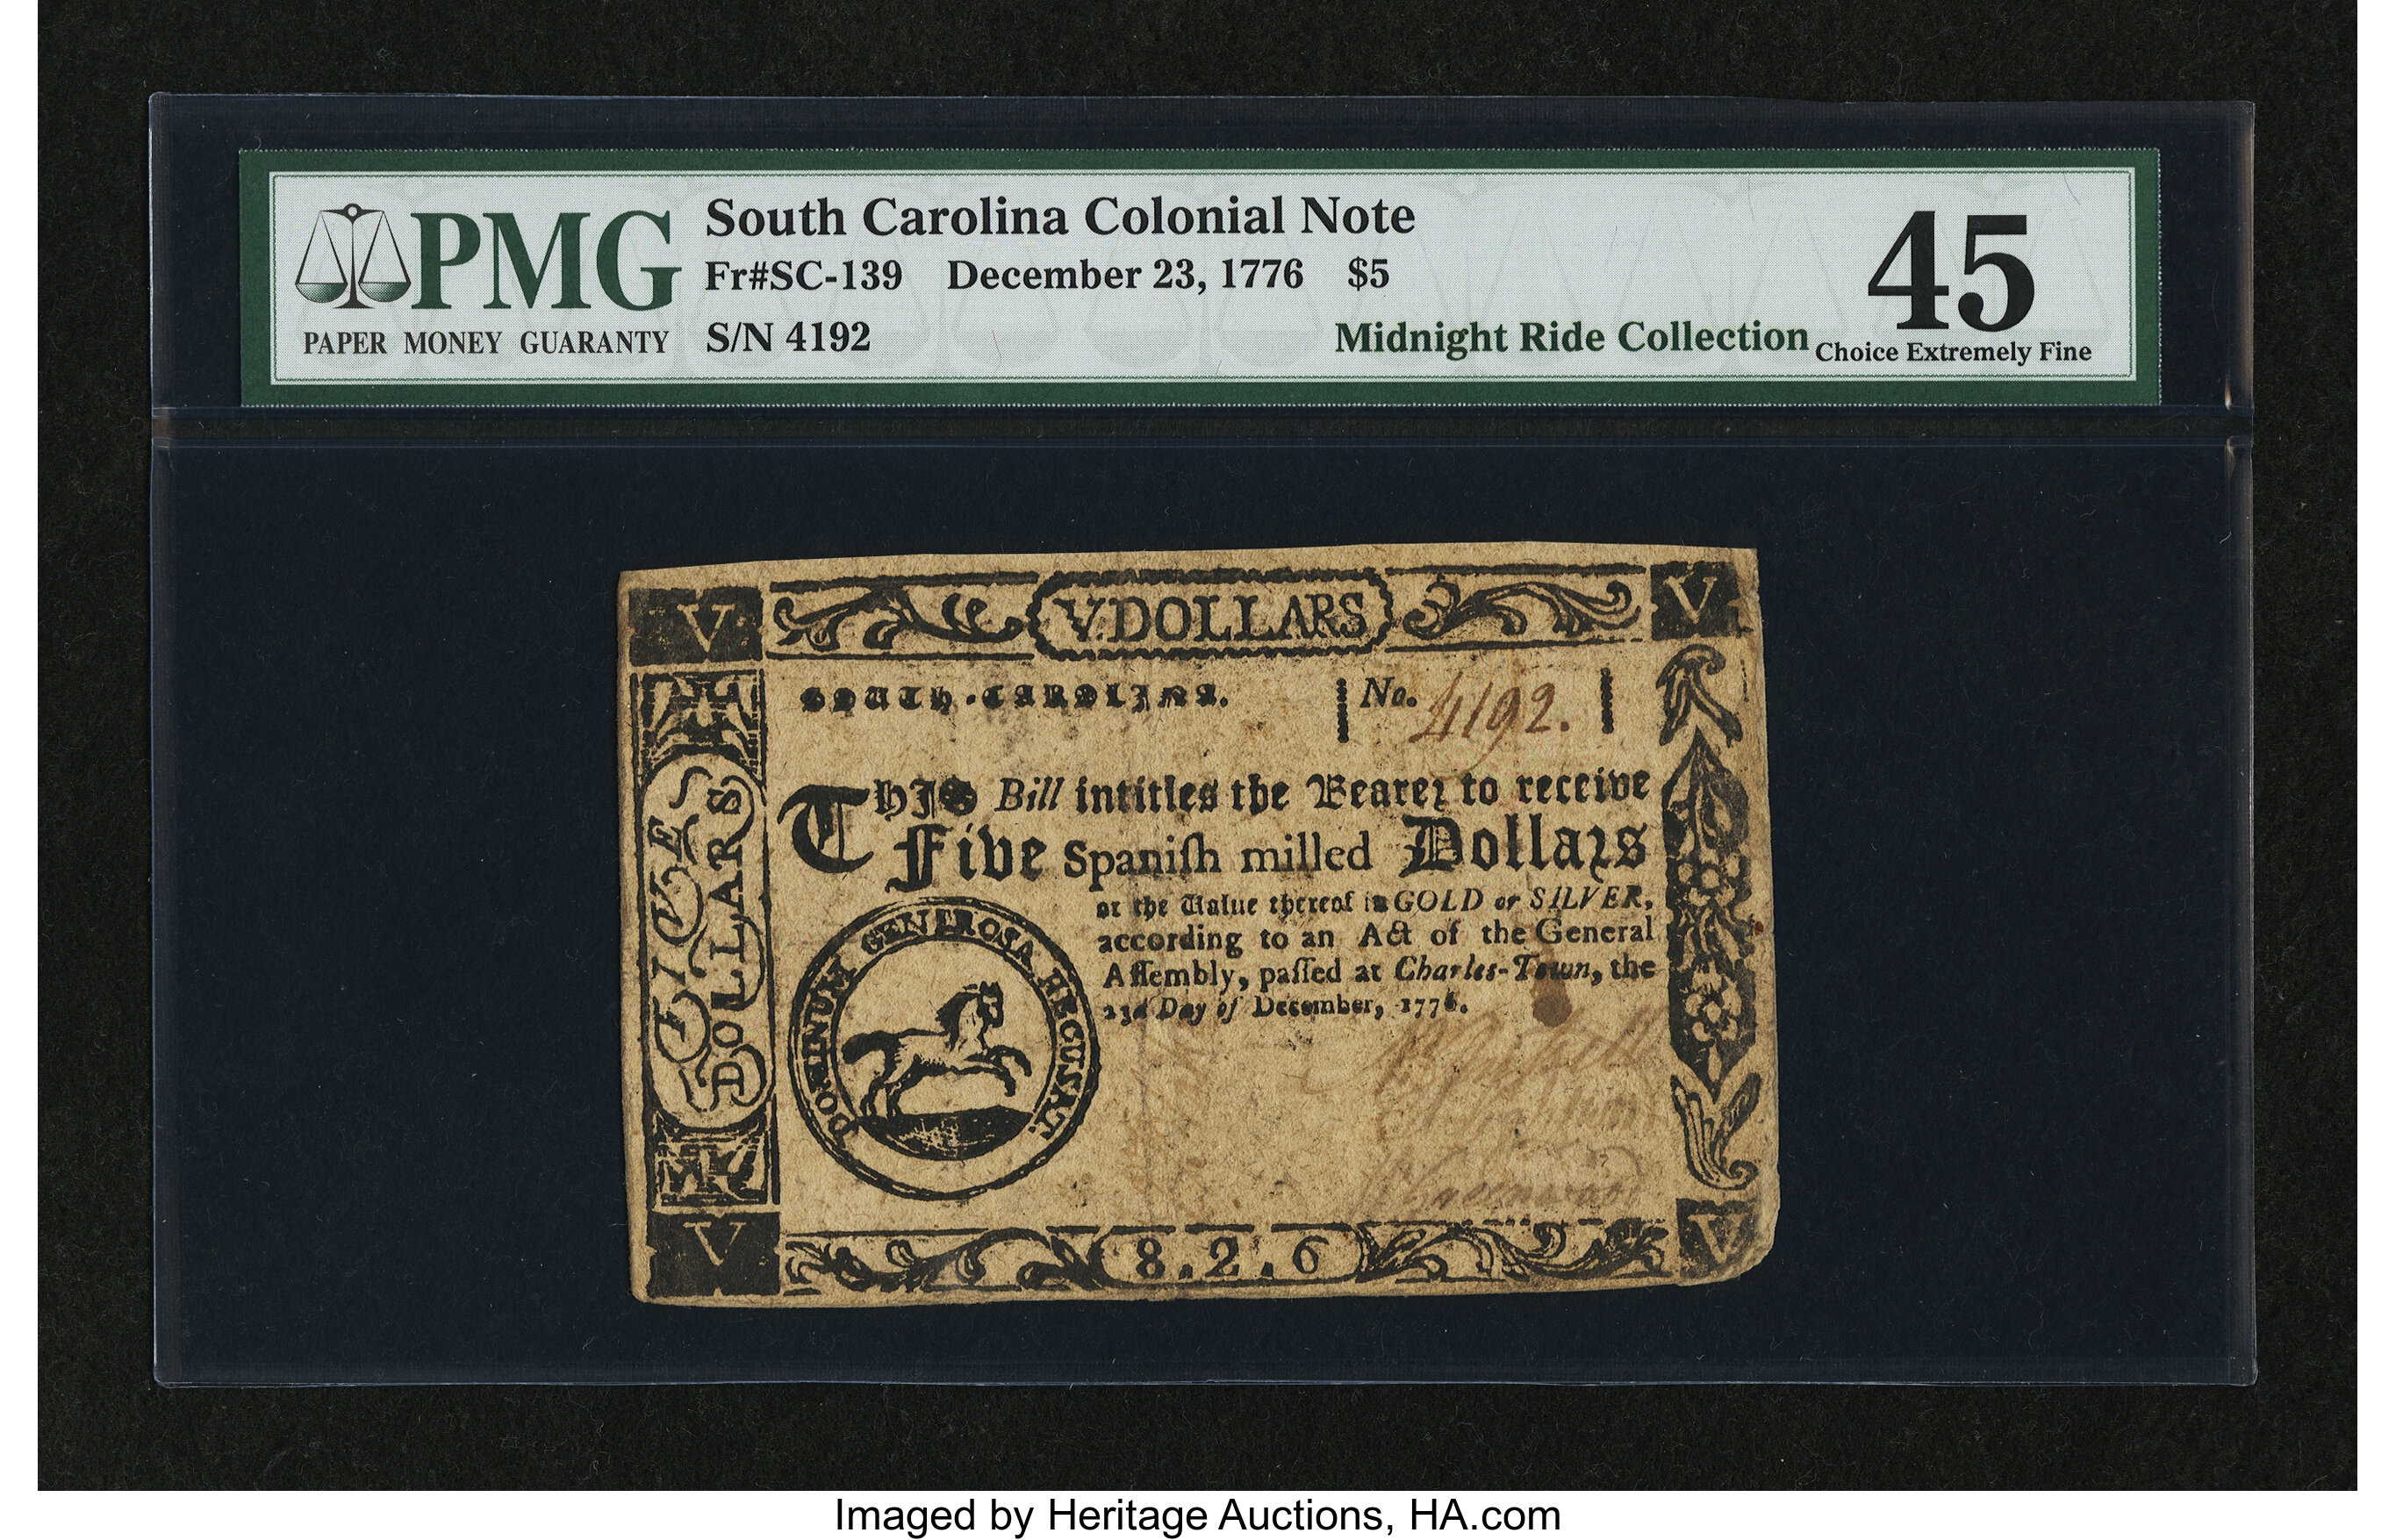 PMG
PAPER MONEY GUARANTY
South Carolina Colonial Note
Fr#SC-139 December 23, 1776 $5
S/N 4192
Midnight Ride Collection
45
Choice Extremely Fine
V V.DOLLARS V
SOUTH-CAROLINA. No. 4192.
FIVE
DOLLARS.
THIS Bill intitles the Bearer to receive
Five Spaniſh milled Dollars
or the Value thereof in GOLD or SILVER,
according to an Act of the General
Aſſembly, paſſed at Charles-Town, the
23d Day of December, 1776.
DOMINUM GENEROSA RECUSAT.
V 8.2.6 V
Imaged by Heritage Auctions, HA.com